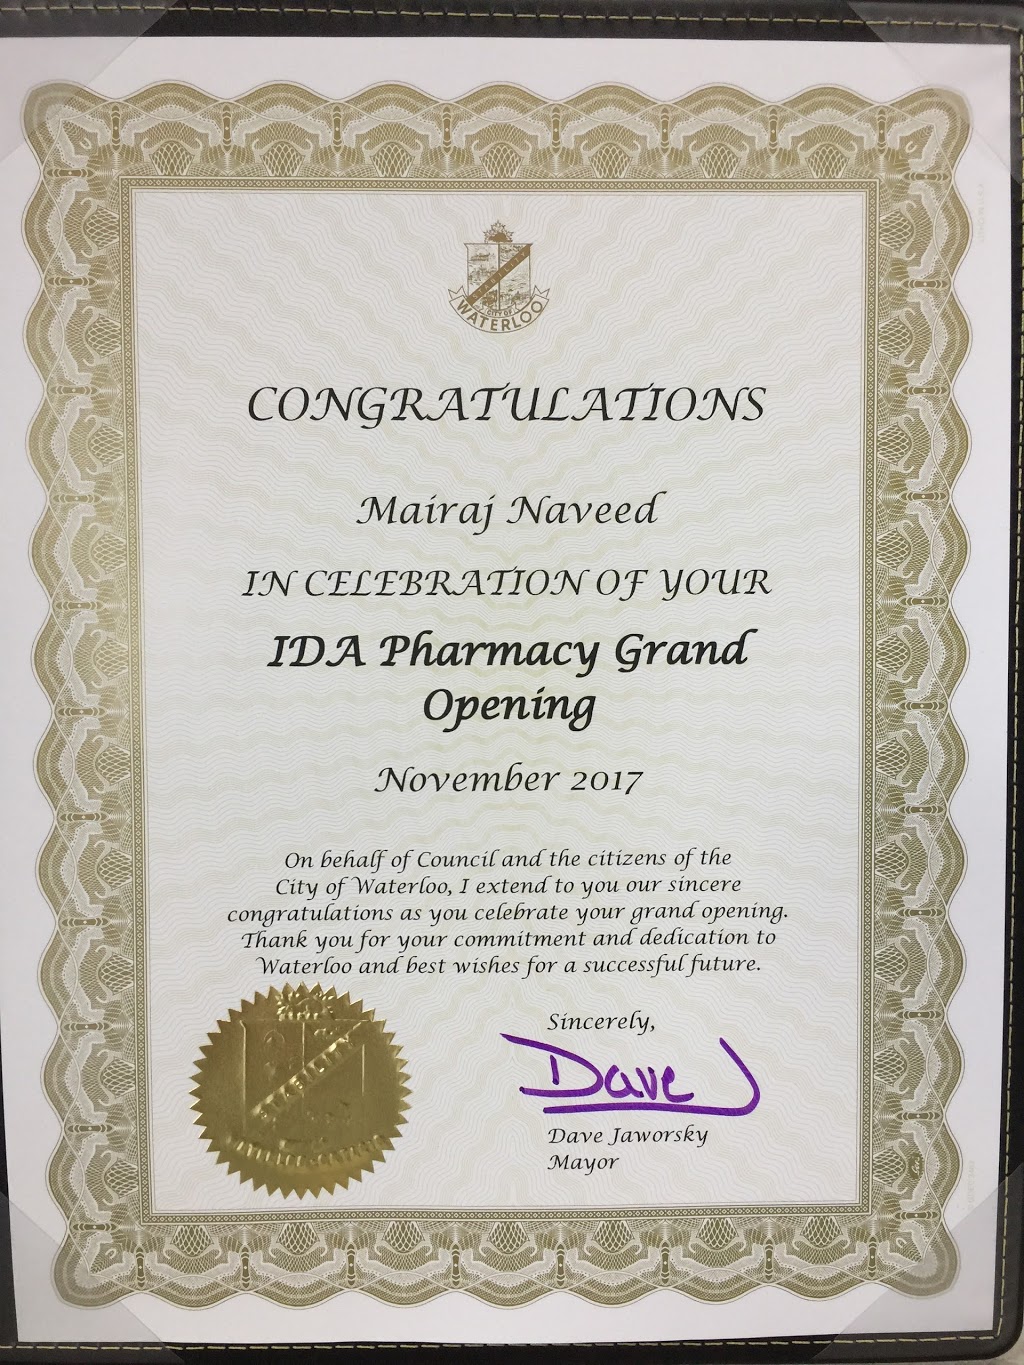 CITY OF
WATERLOO
CONGRATULATIONS
Mairaj Naveed
IN CELEBRATION OF YOUR
IDA Pharmacy Grand
Opening
November 2017
On behalf of Council and the citizens of the
City of Waterloo, I extend to you our sincere
congratulations as you celebrate your grand opening.
Thank you for your commitment and dedication to
Waterloo and best wishes for a successful future.
Sincerely,
Dave J
Dave Jaworsky
Mayor
STABILITY